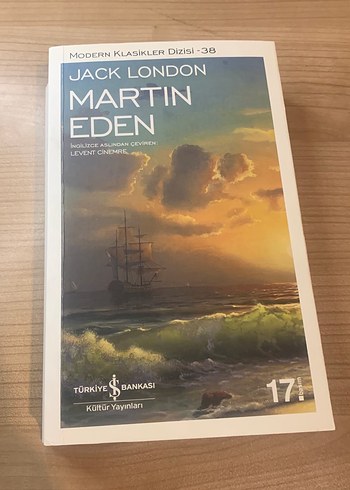 MODERN KLASİKLER DİZİSİ - 38
JACK LONDON
MARTIN
EDEN
İNGİLİZCE ASLINDAN ÇEVİREN:
LEVENT CİNEMRE
TÜRKİYE İŞ BANKASI
Kültür Yayınları
17